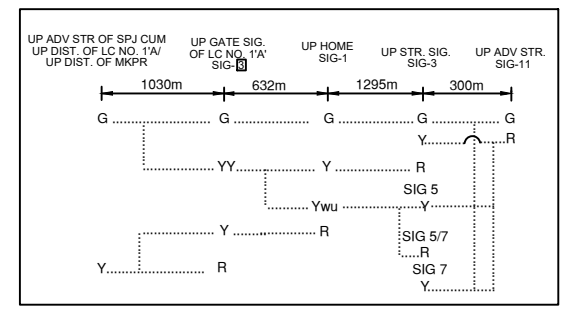 UP ADV STR OF SPJ CUM
UP DIST. OF LC NO. 1'A'/
UP DIST. OF MKPR
UP GATE SIG.
OF LC NO. 1'A'
SIG-3
UP HOME
SIG-1
UP STR. SIG.
SIG-3
UP ADV STR.
SIG-11
1030m 632m 1295m 300m
G G G G G
Y R
YY Y R
SIG 5
Ywu Y
Y R
SIG 5/7
R
Y R
SIG 7
Y